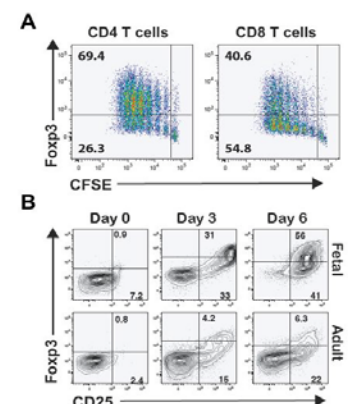 A
CD4 T cells
CD8 T cells
69.4
40.6
26.3
54.8
Foxp3
CFSE
B
Day 0
Day 3
Day 6
0.9
31
56
7.2
33
41
Fetal
0.8
4.2
6.3
2.4
15
22
Adult
Foxp3
CD25